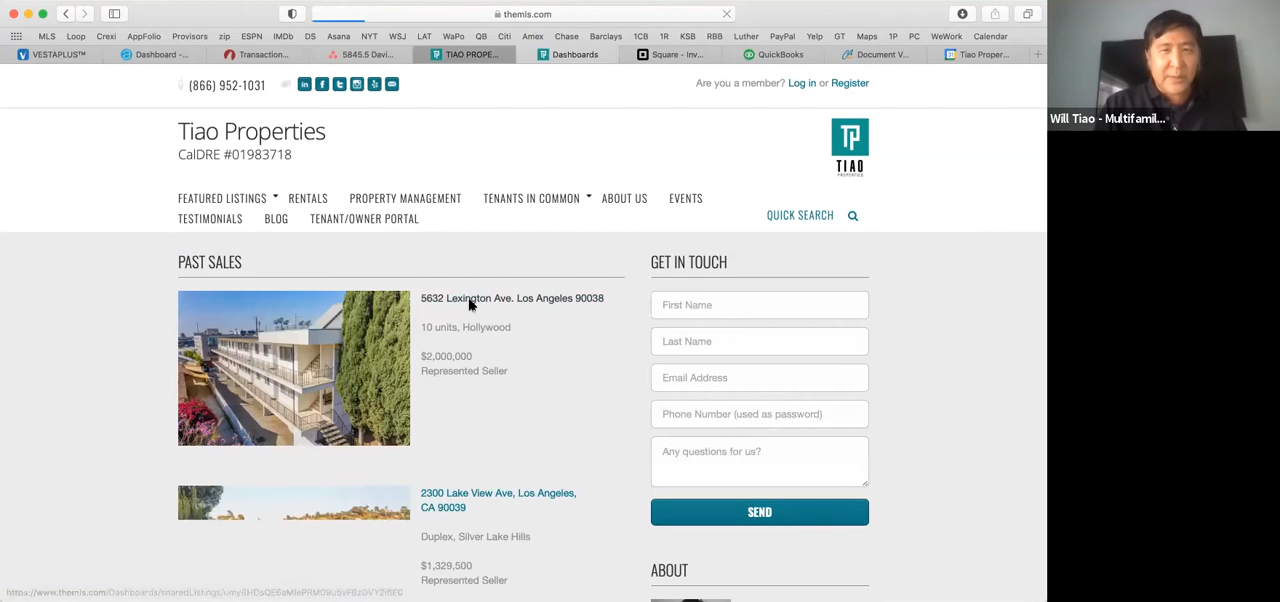 themls.com
MLS Loop Crexi AppFolio Provisors zip ESPN IMDb DS Asana NYT WSJ LAT WaPo QB Citi Amex Chase Barclays 1CB 1R KSB RBB Luther PayPal Yelp GT Maps 1P PC WeWork Calendar
VESTAPLUS™ Dashboard -... Transaction... 5845.5 Davi... TIAO PROPE... Dashboards Square - Inv... QuickBooks Document V... Tiao Proper...
(866) 952-1031
Are you a member? Log in or Register
Tiao Properties
CalDRE #01983718
TP
TIAO
PROPERTIES
FEATURED LISTINGS RENTALS PROPERTY MANAGEMENT TENANTS IN COMMON ABOUT US EVENTS
TESTIMONIALS BLOG TENANT/OWNER PORTAL
QUICK SEARCH
PAST SALES
5632 Lexington Ave. Los Angeles 90038
10 units, Hollywood
$2,000,000
Represented Seller
2300 Lake View Ave, Los Angeles,
CA 90039
Duplex, Silver Lake Hills
$1,329,500
Represented Seller
GET IN TOUCH
First Name
Last Name
Email Address
Phone Number (used as password)
Any questions for us?
SEND
ABOUT
Will Tiao - Multifamil...